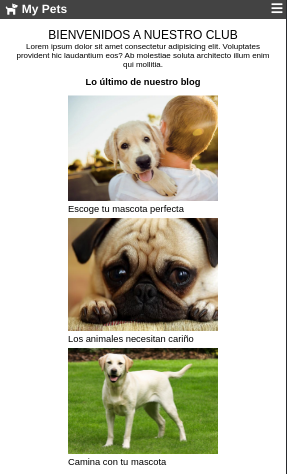 My Pets
BIENVENIDOS A NUESTRO CLUB
Lorem ipsum dolor sit amet consectetur adipisicing elit. Voluptates
provident hic laudantium eos? Ab molestiae soluta architecto illum enim
qui mollitia.
Lo último de nuestro blog
Escoge tu mascota perfecta
Los animales necesitan cariño
Camina con tu mascota